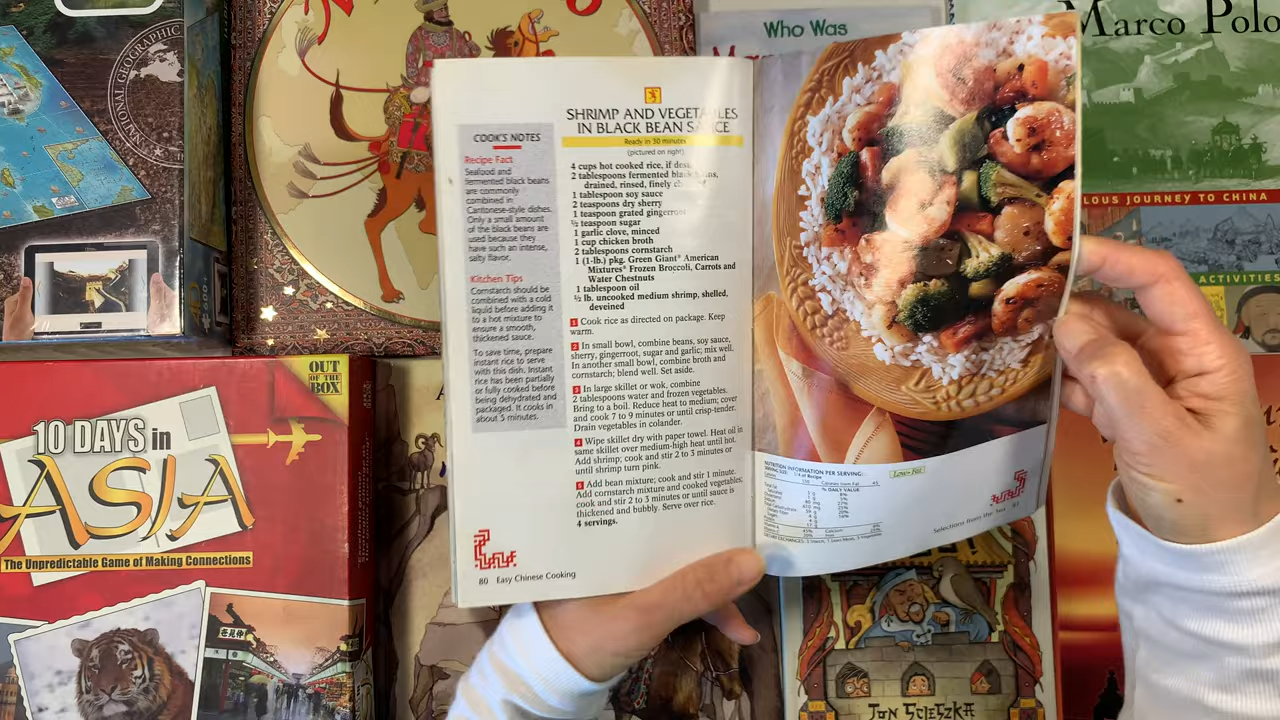 NATIONAL GEOGRAPHIC
Who Was
Marco Polo
LOUS JOURNEY TO CHINA
ACTIVITIES
OUT
OF THE
BOX
10 DAYS in
ASIA
The Unpredictable Game of Making Connections
COOK'S NOTES
Recipe Fact
Seafood and
fermented black beans
are commonly
combined in
Cantonese-style dishes.
Only a small amount
of the black beans are
used because they
have such an intense,
salty flavor.
Kitchen Tips
Cornstarch should be
combined with a cold
liquid before adding it
to a hot mixture to
ensure a smooth,
thickened sauce.
To save time, prepare
instant rice to serve
with this dish. Instant
rice has been partially
or fully cooked before
being dehydrated and
packaged. It cooks in
about 5 minutes.
SHRIMP AND VEGETABLES
IN BLACK BEAN SAUCE
Ready in 30 minutes
(pictured on right)
4 cups hot cooked rice, if des
2 tablespoons fermented black beans,
drained, rinsed, finely
1 tablespoon soy sauce
2 teaspoons dry sherry
1 teaspoon grated gingerroot
½ teaspoon sugar
1 garlic clove, minced
1 cup chicken broth
2 tablespoons cornstarch
1 (1-lb.) pkg. Green Giant® American
Mixtures® Frozen Broccoli, Carrots and
Water Chestnuts
1 tablespoon oil
½ lb. uncooked medium shrimp, shelled,
deveined
1 Cook rice as directed on package. Keep
warm.
2 In small bowl, combine beans, soy sauce,
sherry, gingerroot, sugar and garlic; mix well.
In another small bowl, combine broth and
cornstarch; blend well. Set aside.
3 In large skillet or wok, combine
2 tablespoons water and frozen vegetables.
Bring to a boil. Reduce heat to medium; cover
and cook 7 to 9 minutes or until crisp-tender.
Drain vegetables in colander.
4 Wipe skillet dry with paper towel. Heat oil in
same skillet over medium-high heat until hot.
Add shrimp; cook and stir 2 to 3 minutes or
until shrimp turn pink.
5 Add bean mixture; cook and stir 1 minute.
Add cornstarch mixture and cooked vegetables;
cook and stir 2 to 3 minutes or until sauce is
thickened and bubbly. Serve over rice.
4 servings.
80 Easy Chinese Cooking
NUTRITION INFORMATION PER SERVING:
Low-Fat
% DAILY VALUE
Selections from the Sea 81
JON SCIESZKA